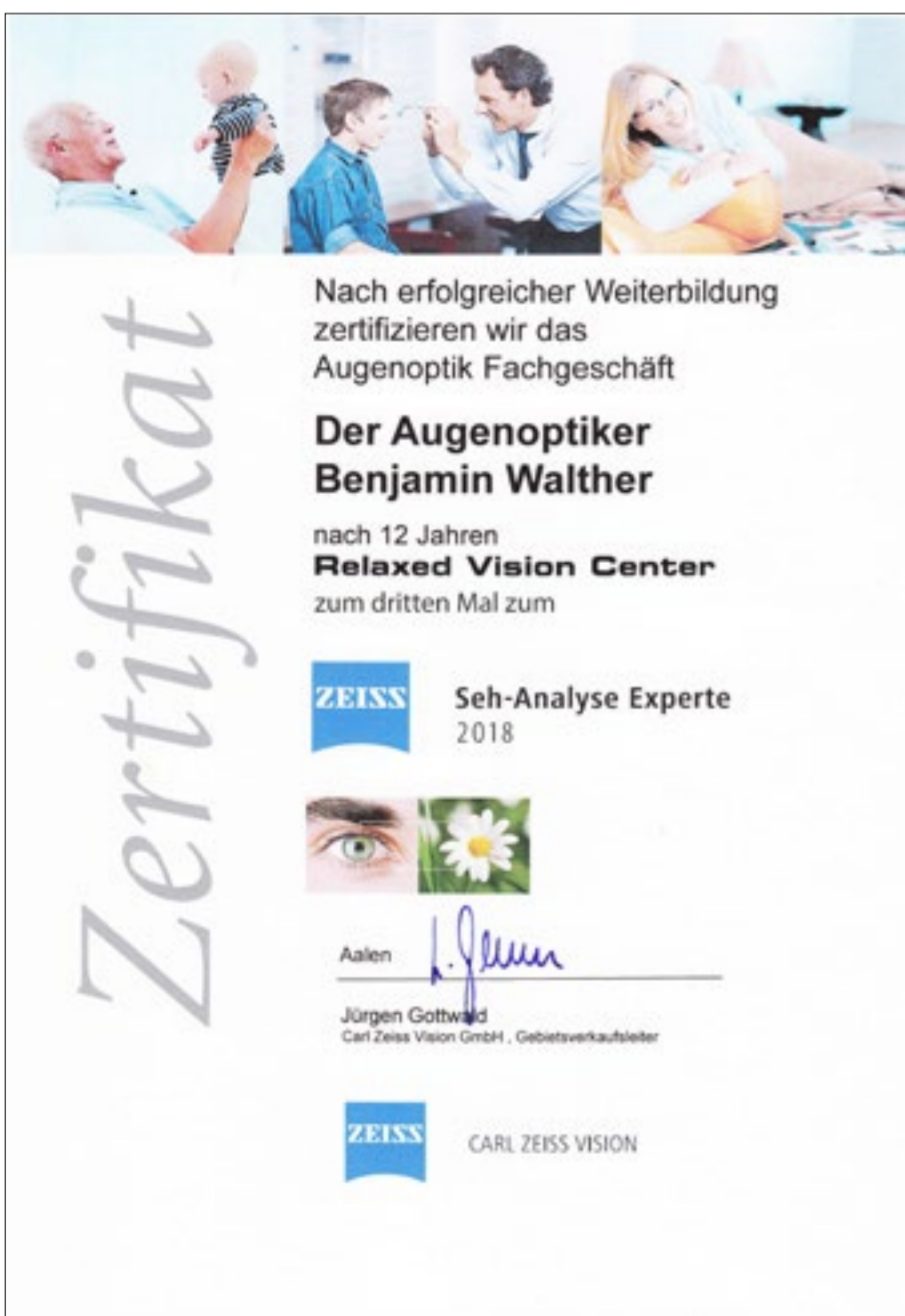 Zertifikat
Nach erfolgreicher Weiterbildung
zertifizieren wir das
Augenoptik Fachgeschäft
Der Augenoptiker
Benjamin Walther
nach 12 Jahren
Relaxed Vision Center
zum dritten Mal zum
ZEISS
Seh-Analyse Experte
2018
Aalen
Jürgen Gottwald
Carl Zeiss Vision GmbH , Gebietsverkaufsleiter
ZEISS
CARL ZEISS VISION